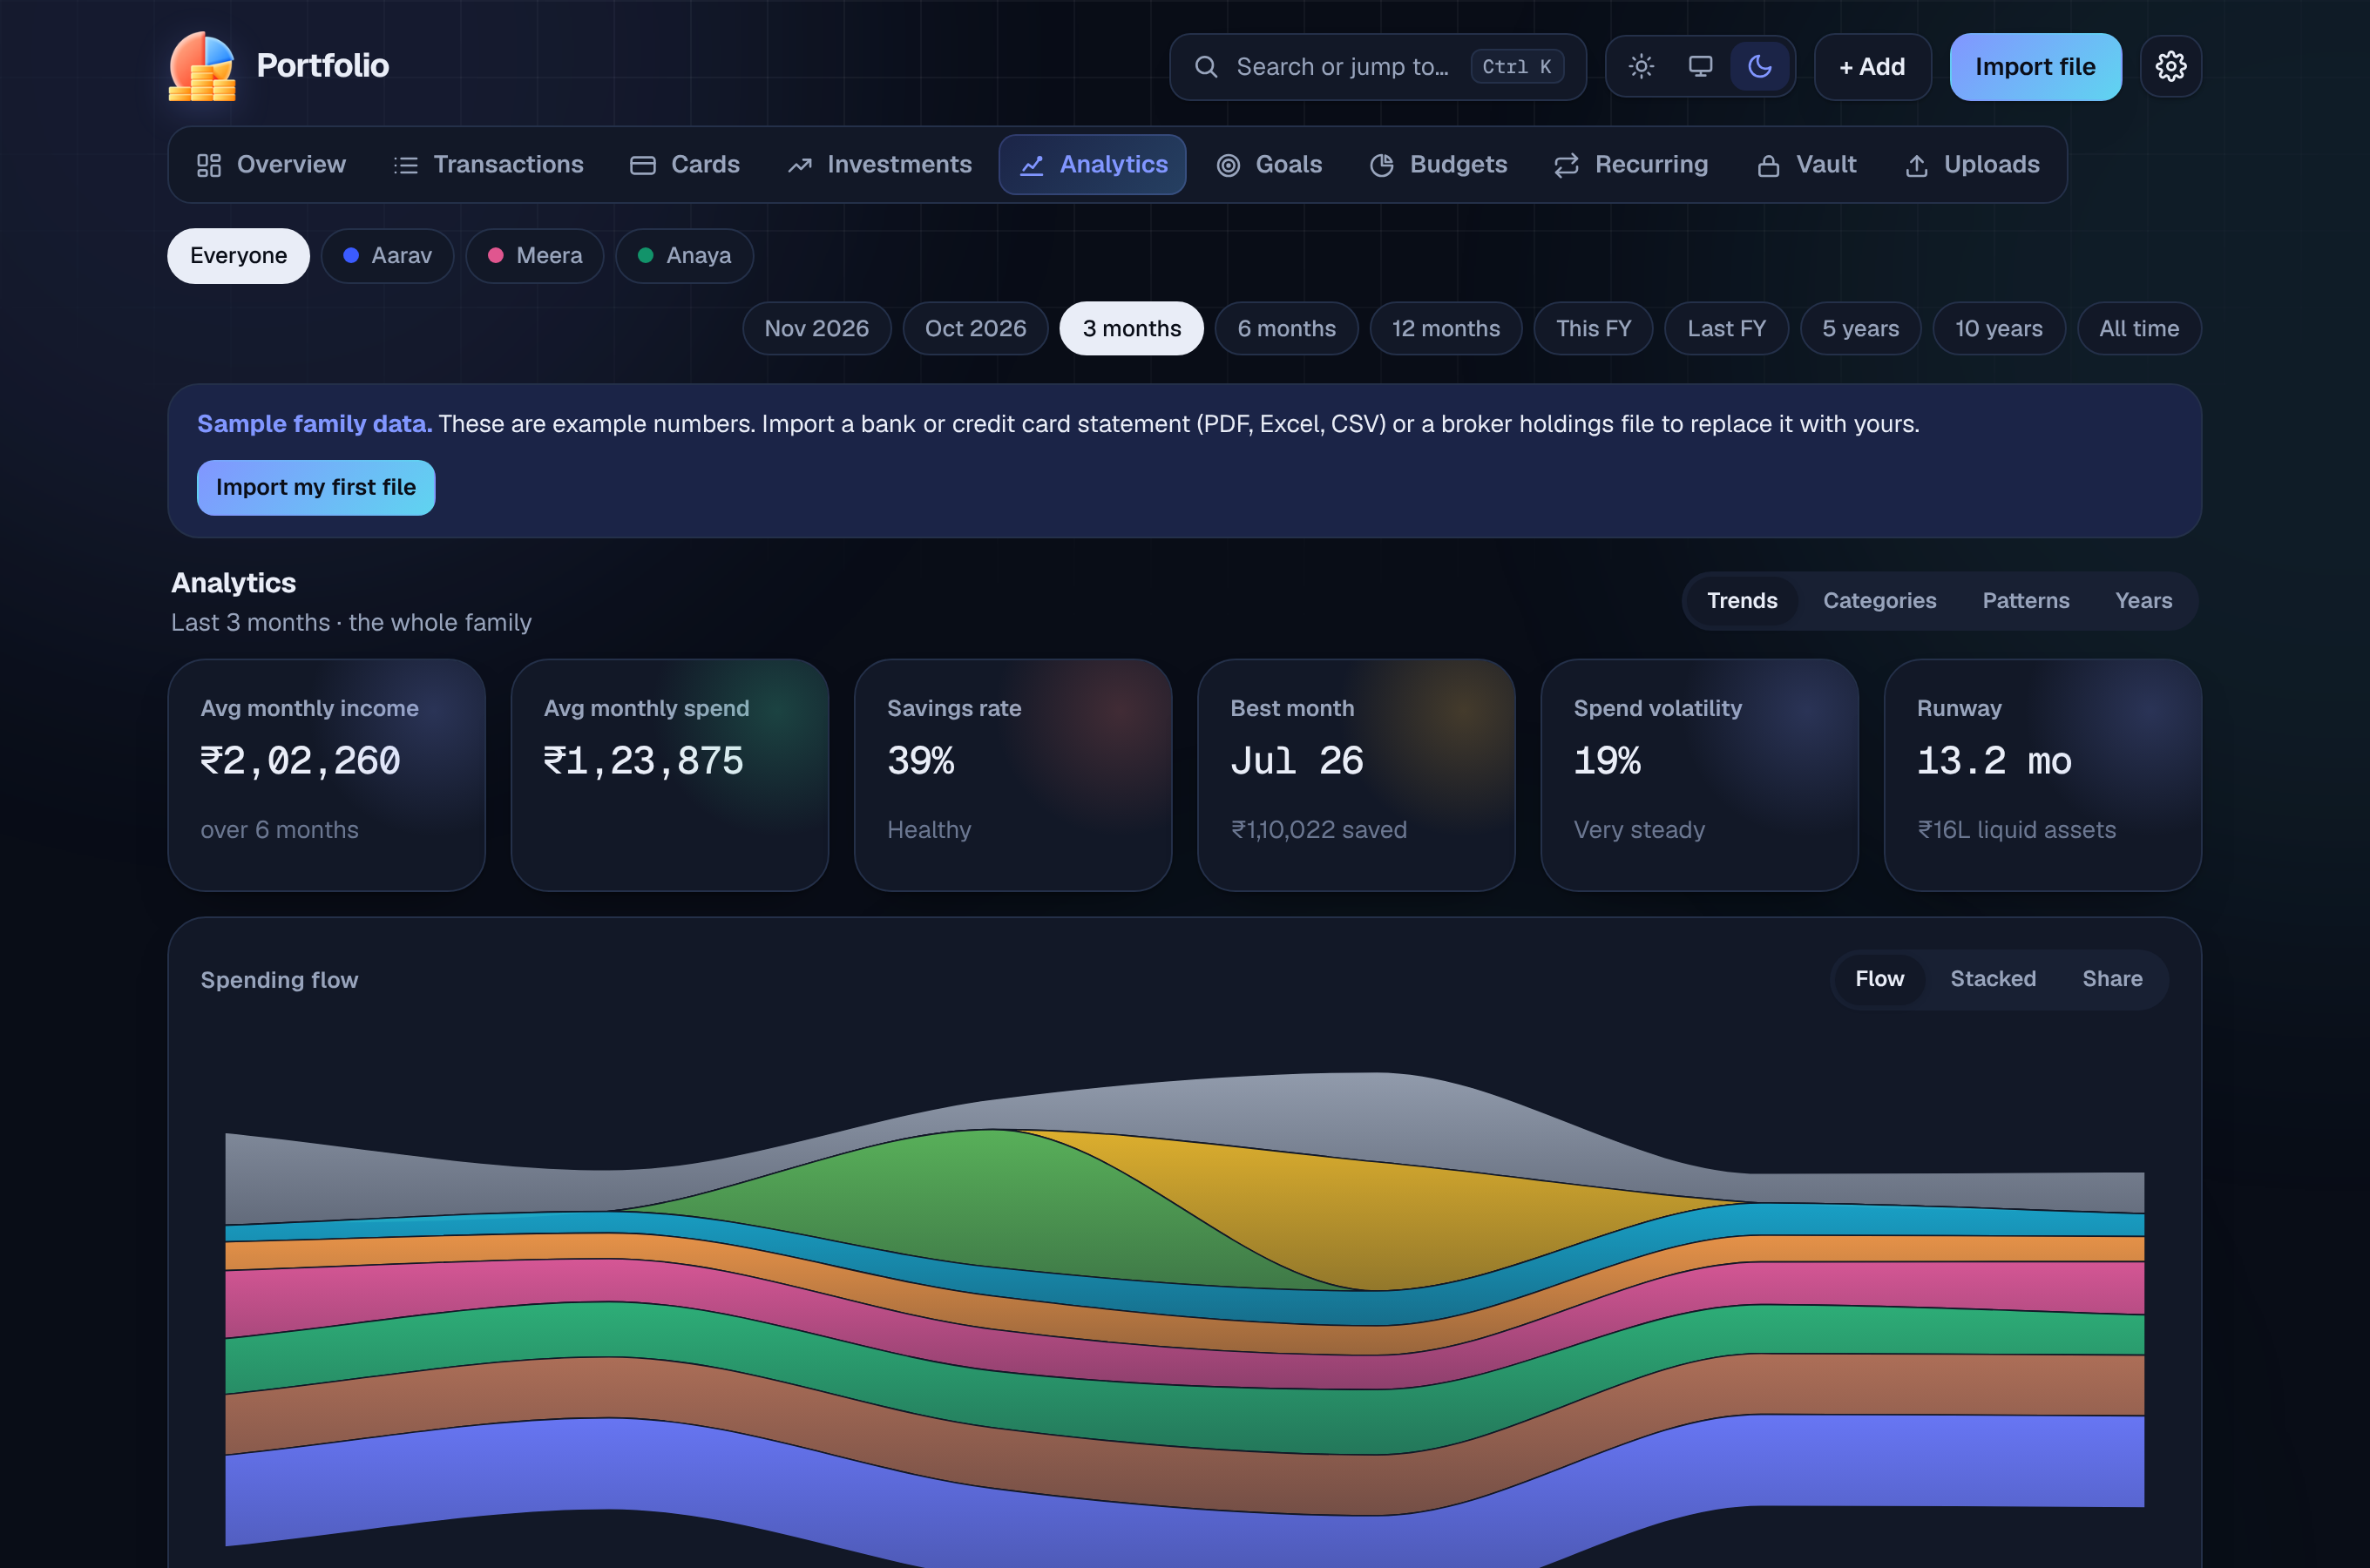 Portfolio
Search or jump to... Ctrl K
+ Add
Import file
Overview Transactions Cards Investments Analytics Goals Budgets Recurring Vault Uploads
Everyone Aarav Meera Anaya
Nov 2026 Oct 2026 3 months 6 months 12 months This FY Last FY 5 years 10 years All time
Sample family data. These are example numbers. Import a bank or credit card statement (PDF, Excel, CSV) or a broker holdings file to replace it with yours.
Import my first file
Analytics
Last 3 months · the whole family
Trends Categories Patterns Years
Avg monthly income
₹2,02,260
over 6 months
Avg monthly spend
₹1,23,875
Savings rate
39%
Healthy
Best month
Jul 26
₹1,10,022 saved
Spend volatility
19%
Very steady
Runway
13.2 mo
₹16L liquid assets
Spending flow
Flow Stacked Share